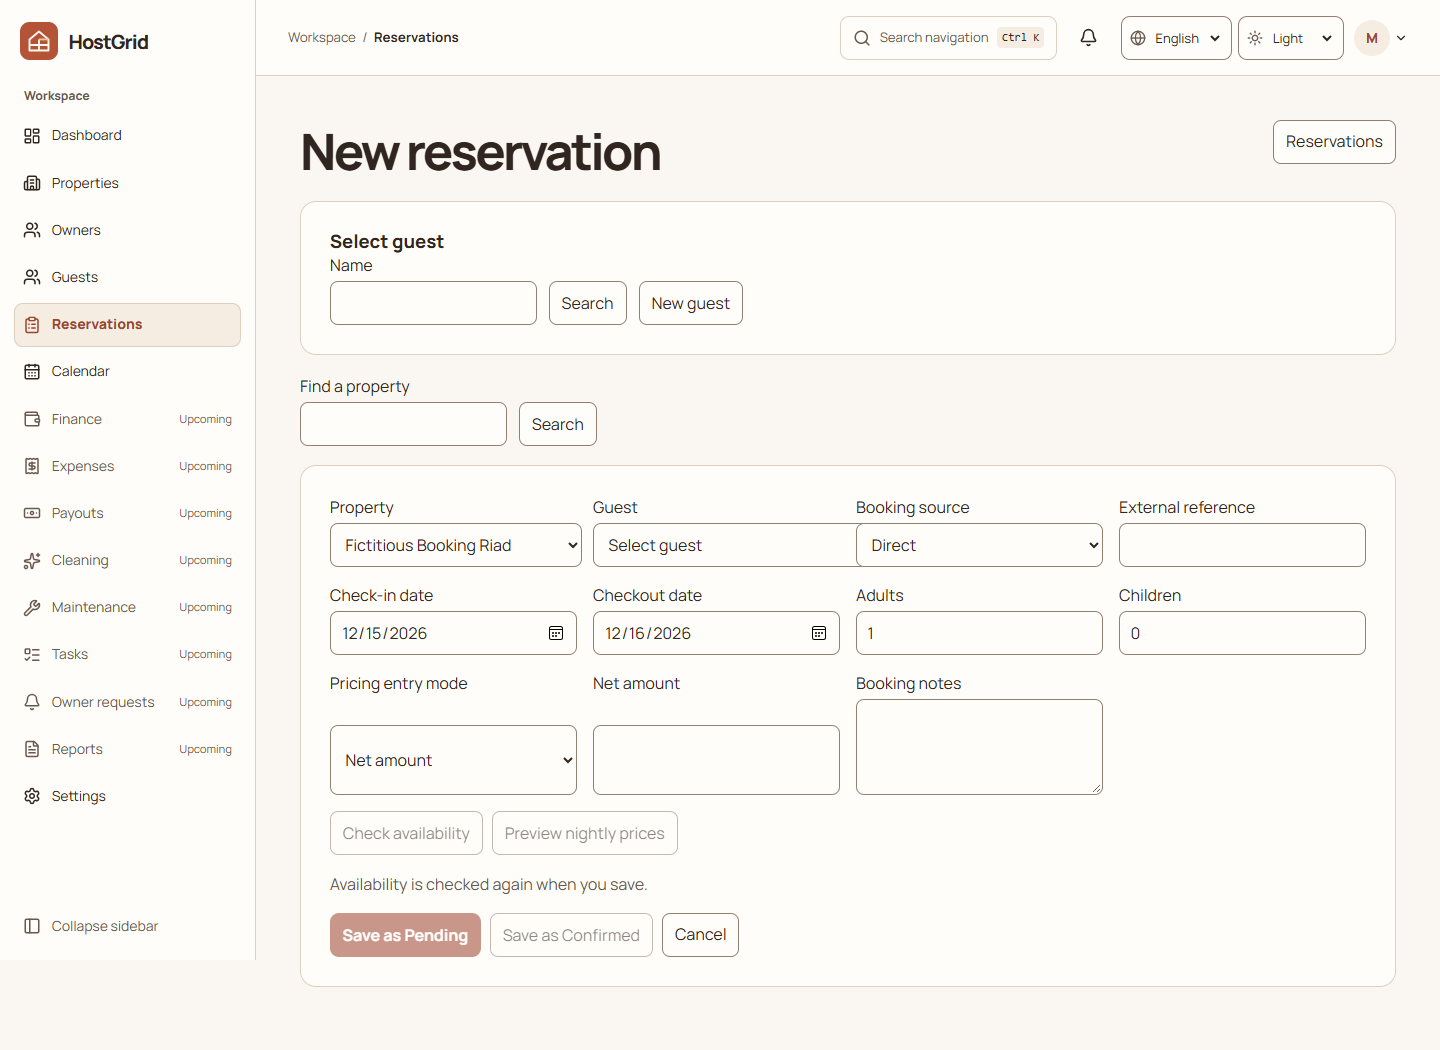 HostGrid
Workspace
Dashboard
Properties
Owners
Guests
Reservations
Calendar
Finance Upcoming
Expenses Upcoming
Payouts Upcoming
Cleaning Upcoming
Maintenance Upcoming
Tasks Upcoming
Owner requests Upcoming
Reports Upcoming
Settings
Collapse sidebar
Workspace / Reservations
Search navigation Ctrl K
English
Light
M
New reservation
Reservations
Select guest
Name
Search
New guest
Find a property
Search
Property Guest Booking source External reference
Fictitious Booking Riad Select guest Direct
Check-in date Checkout date Adults Children
12/15/2026 12/16/2026 1 0
Pricing entry mode Net amount Booking notes
Net amount
Check availability Preview nightly prices
Availability is checked again when you save.
Save as Pending Save as Confirmed Cancel